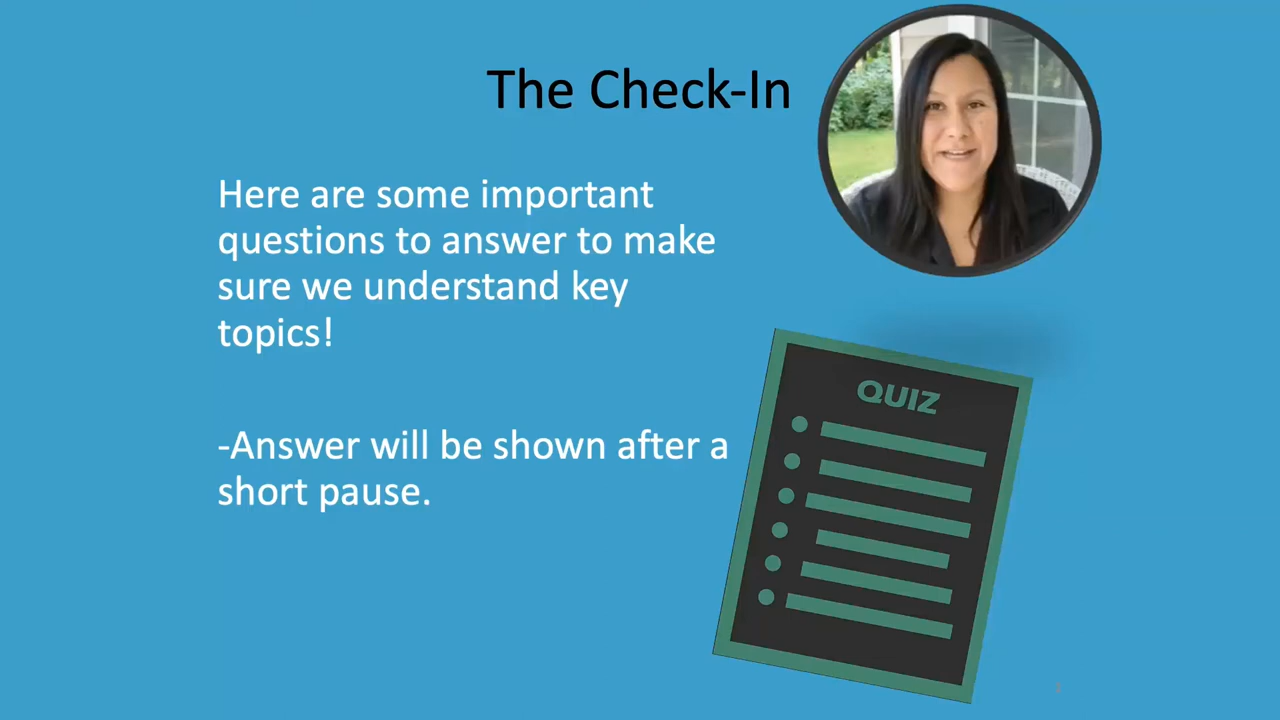 The Check-In
Here are some important
questions to answer to make
sure we understand key
topics!
-Answer will be shown after a
short pause.
QUIZ